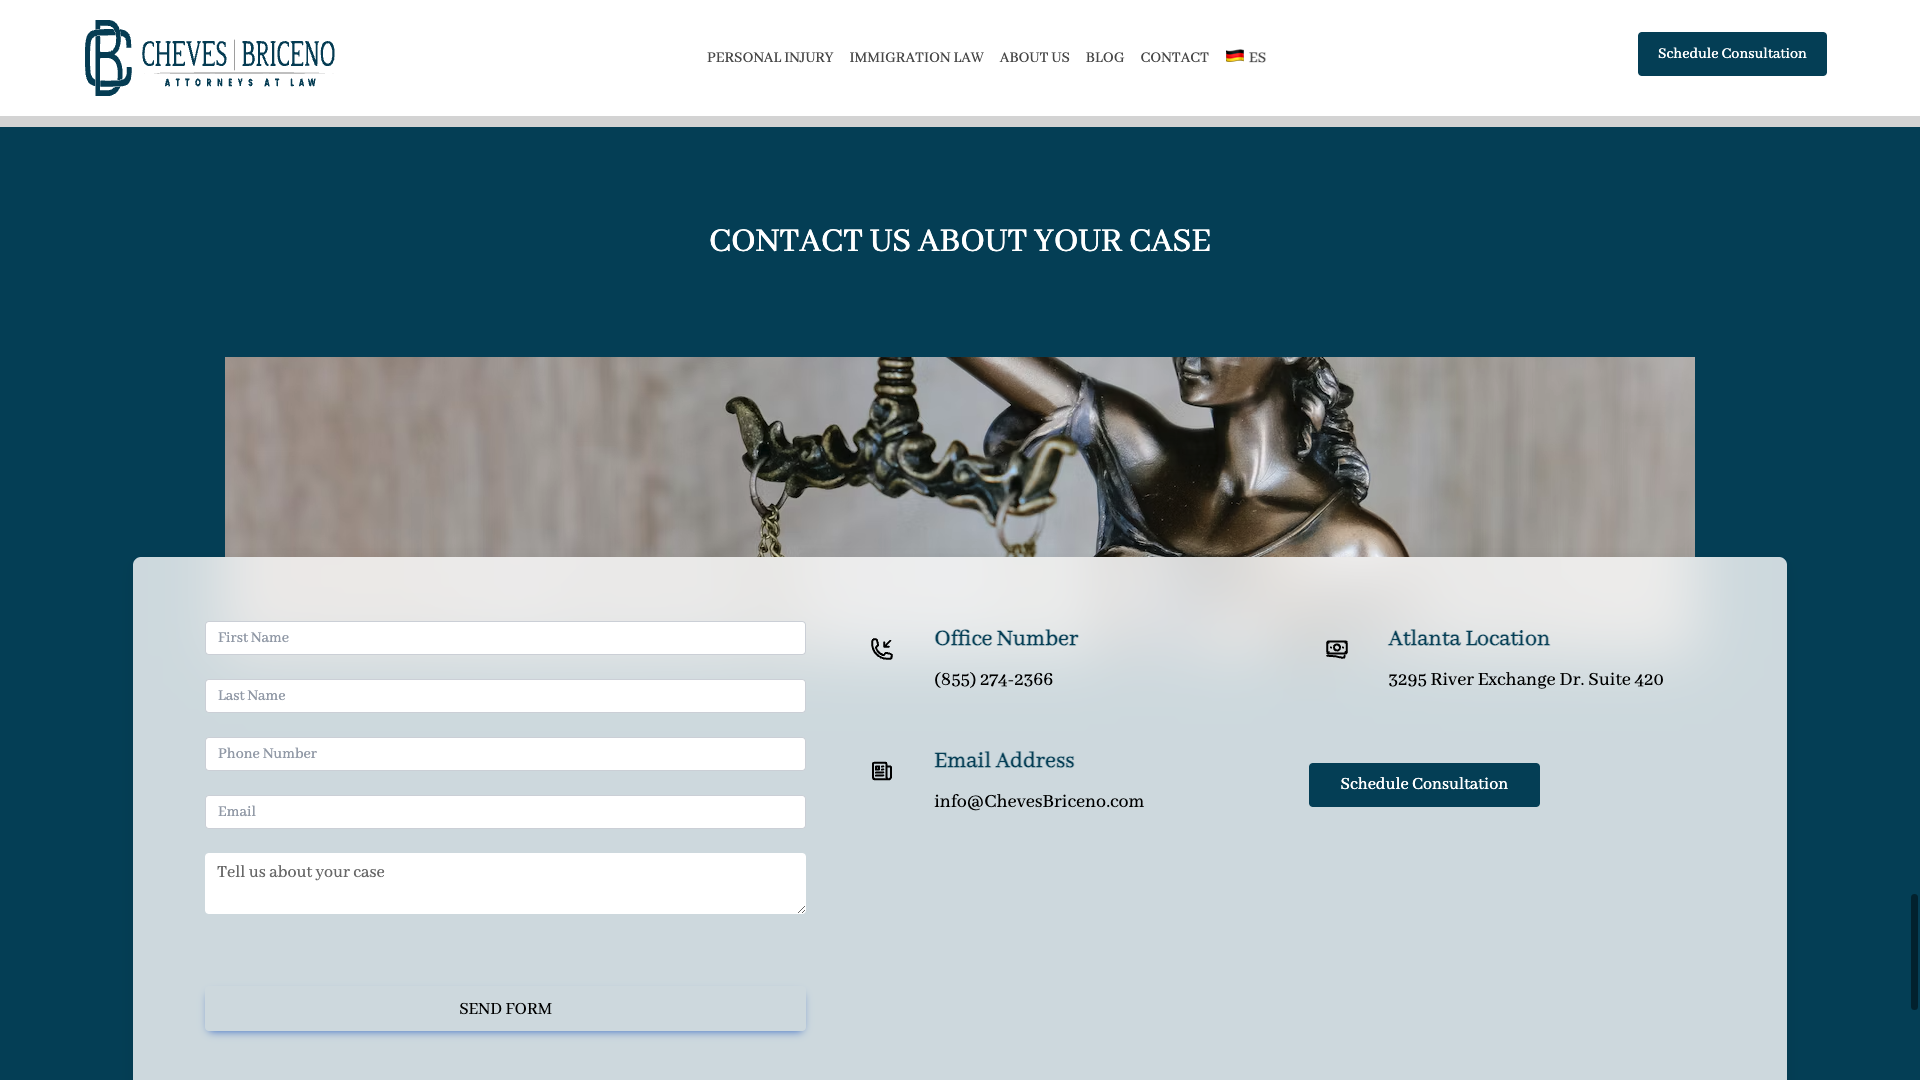 CHEVES | BRICENO
ATTORNEYS AT LAW
PERSONAL INJURY
IMMIGRATION LAW
ABOUT US
BLOG
CONTACT
ES
Schedule Consultation
CONTACT US ABOUT YOUR CASE
First Name
Last Name
Phone Number
Email
Tell us about your case
SEND FORM
Office Number
(855) 274-2366
Atlanta Location
3295 River Exchange Dr. Suite 420
Email Address
info@ChevesBriceno.com
Schedule Consultation